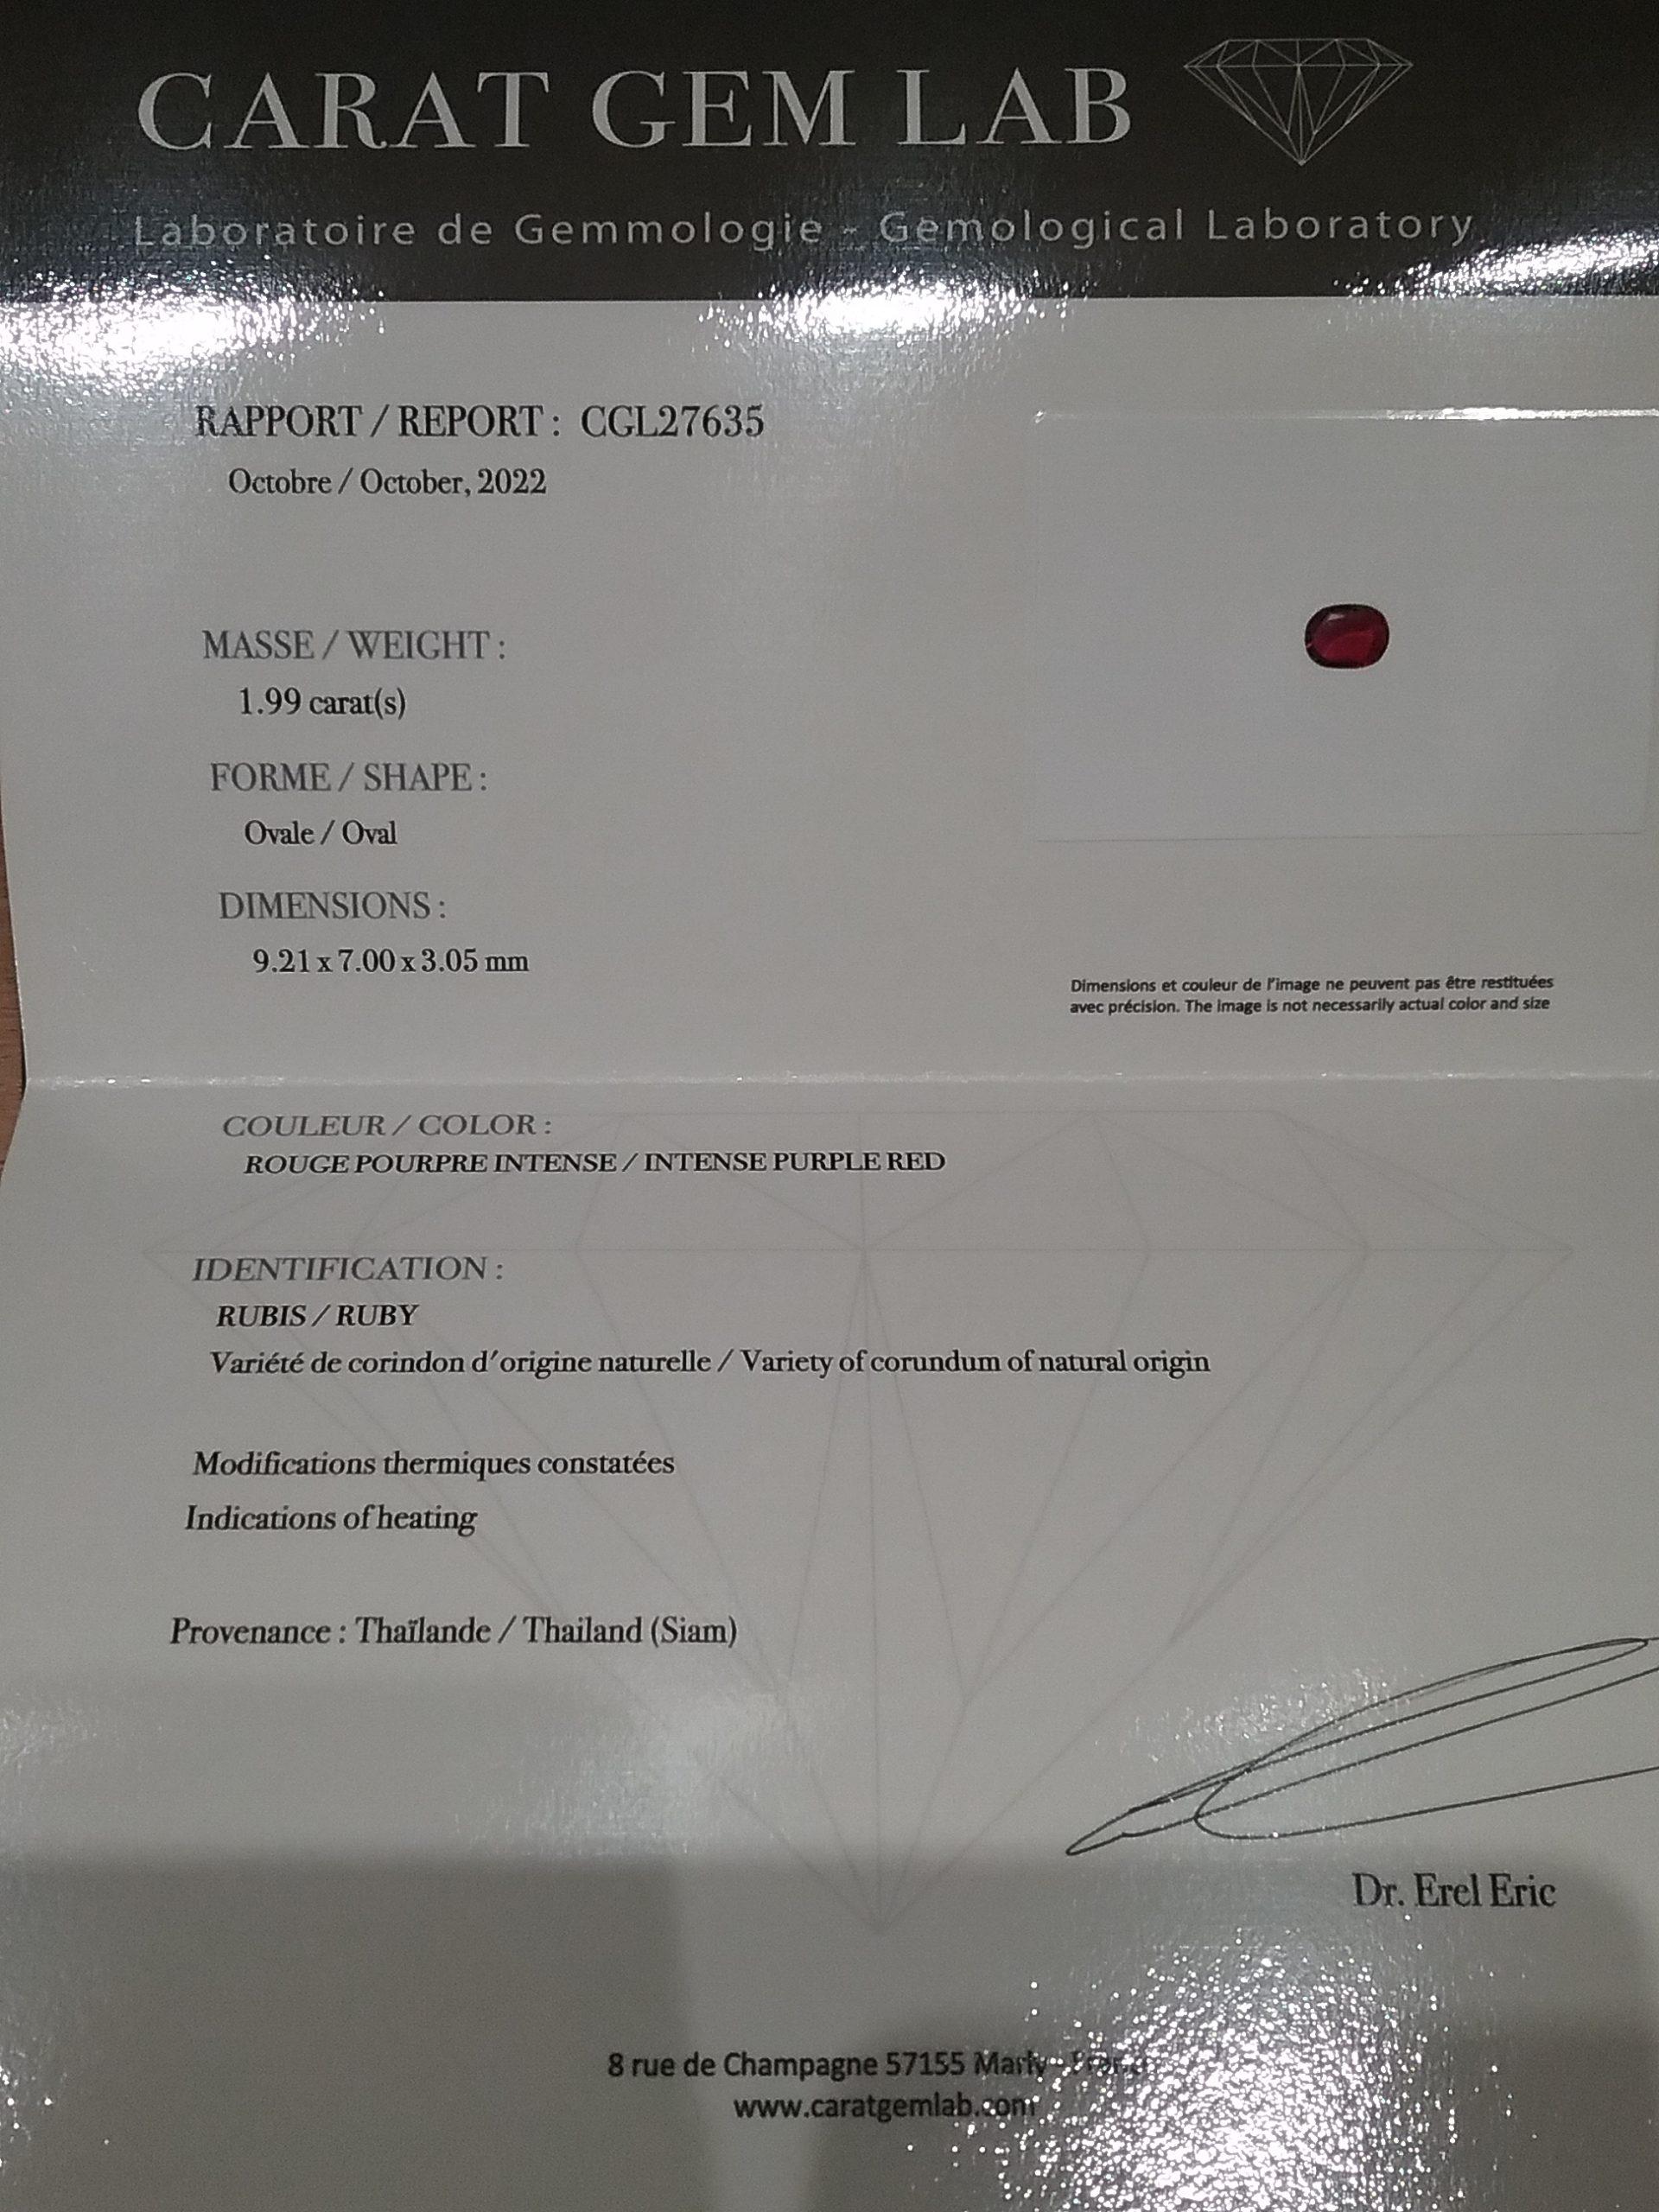 CARAT GEM LAB
Laboratoire de Gemmologie - Gemological Laboratory
RAPPORT / REPORT : CGL27635
Octobre / October, 2022
MASSE / WEIGHT :
1.99 carat(s)
FORME / SHAPE :
Ovale / Oval
DIMENSIONS :
9.21 x 7.00 x 3.05 mm
Dimensions et couleur de l'image ne peuvent pas être restituées
avec précision. The image is not necessarily actual color and size
COULEUR / COLOR :
ROUGE POURPRE INTENSE / INTENSE PURPLE RED
IDENTIFICATION :
RUBIS / RUBY
Variété de corindon d'origine naturelle / Variety of corundum of natural origin
Modifications thermiques constatées
Indications of heating
Provenance : Thaïlande / Thailand (Siam)
Dr. Erel Eric
8 rue de Champagne 57155 Marly - France
www.caratgemlab.com